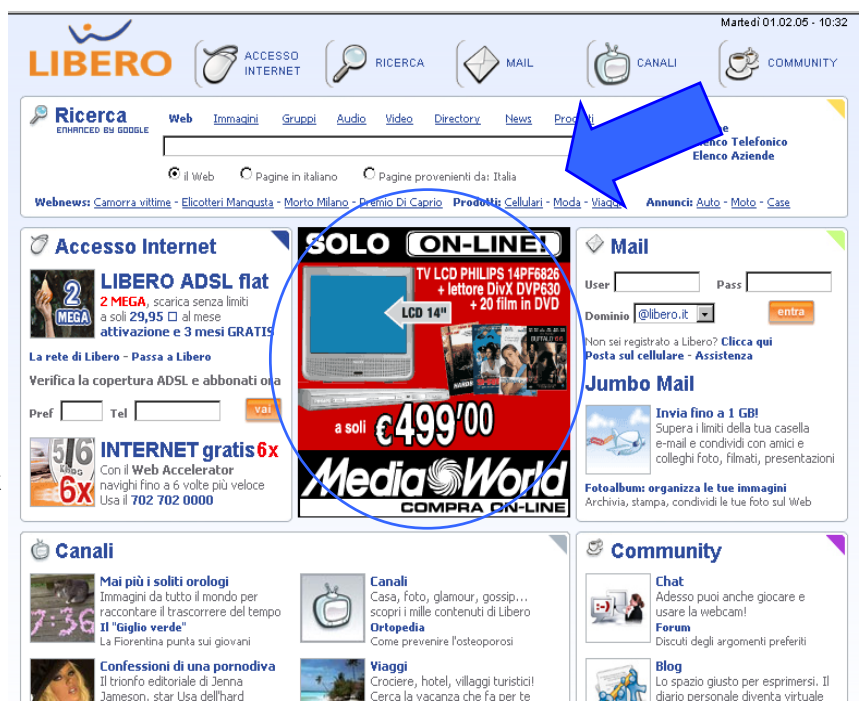 Martedì 01.02.05 - 10:32
LIBERO
ACCESSO INTERNET
RICERCA
MAIL
CANALI
COMMUNITY
Ricerca
ENHANCED BY GOOGLE
Web Immagini Gruppi Audio Video Directory News
il Web Pagine in italiano Pagine provenienti da: Italia
Telefonico
Elenco Aziende
Webnews: Camorra vittime - Elicotteri Mangusta - Morto Milano - Premio Di Caprio Prodotti: Cellulari - Moda - Annunci: Auto - Moto - Case
Accesso Internet
LIBERO ADSL flat
2 MEGA, scarica senza limiti
a soli 29,95 □ al mese
attivazione e 3 mesi GRATIS
2
MEGA
La rete di Libero - Passa a Libero
Verifica la copertura ADSL e abbonati ora
Pref Tel vai
INTERNET gratis 6x
Con il Web Accelerator
navighi fino a 6 volte più veloce
Usa il 702 702 0000
56
6x
SOLO ON-LINE!
TV LCD PHILIPS 14PF6826
+ lettore DivX DVP630
+ 20 film in DVD
LCD 14"
a soli €499'00
MediaWorld
COMPRA ON-LINE
Mail
User Pass
Dominio @libero.it entra
Non sei registrato a Libero? Clicca qui
Posta sul cellulare - Assistenza
Jumbo Mail
Invia fino a 1 GB!
Supera i limiti della tua casella
e-mail e condividi con amici e
colleghi foto, filmati, presentazioni
Fotoalbum: organizza le tue immagini
Archivia, stampa, condividi le tue foto sul Web
Canali
Mai più i soliti orologi
Immagini da tutto il mondo per
raccontare il trascorrere del tempo
Il "Giglio verde"
La Fiorentina punta sui giovani
7:36
Confessioni di una pornodiva
Il trionfo editoriale di Jenna
Jameson, star Usa dell'hard
Canali
Casa, foto, glamour, gossip...
scopri i mille contenuti di Libero
Ortopedia
Come prevenire l'osteoporosi
Viaggi
Crociere, hotel, villaggi turistici!
Cerca la vacanza che fa per te
Community
Chat
Adesso puoi anche giocare e
usare la webcam!
Forum
Discuti degli argomenti preferiti
Blog
Lo spazio giusto per esprimersi. Il
diario personale diventa virtuale